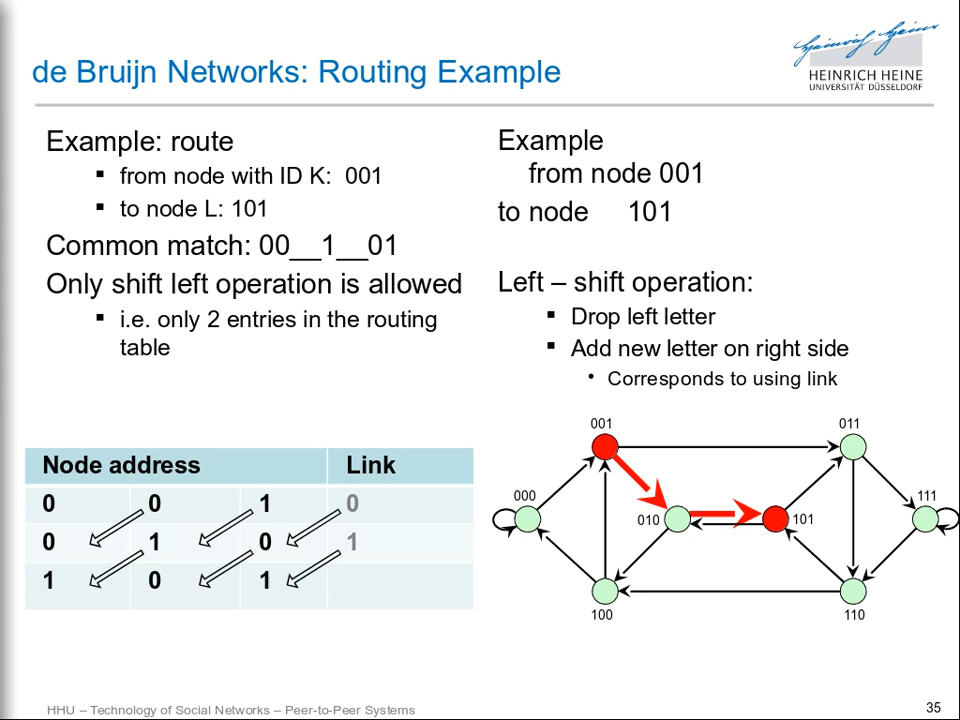 de Bruijn Networks: Routing Example
Heinrich Heine
HEINRICH HEINE
UNIVERSITÄT DÜSSELDORF
Example: route
▪ from node with ID K: 001
▪ to node L: 101
Common match: 00__1__01
Only shift left operation is allowed
▪ i.e. only 2 entries in the routing
table
Example
from node 001
to node 101
Left – shift operation:
▪ Drop left letter
▪ Add new letter on right side
• Corresponds to using link
Node address Link
0 0 1 0
0 1 0 1
1 0 1
001 011
000 111
010 101
100 110
HHU – Technology of Social Networks – Peer-to-Peer Systems
35